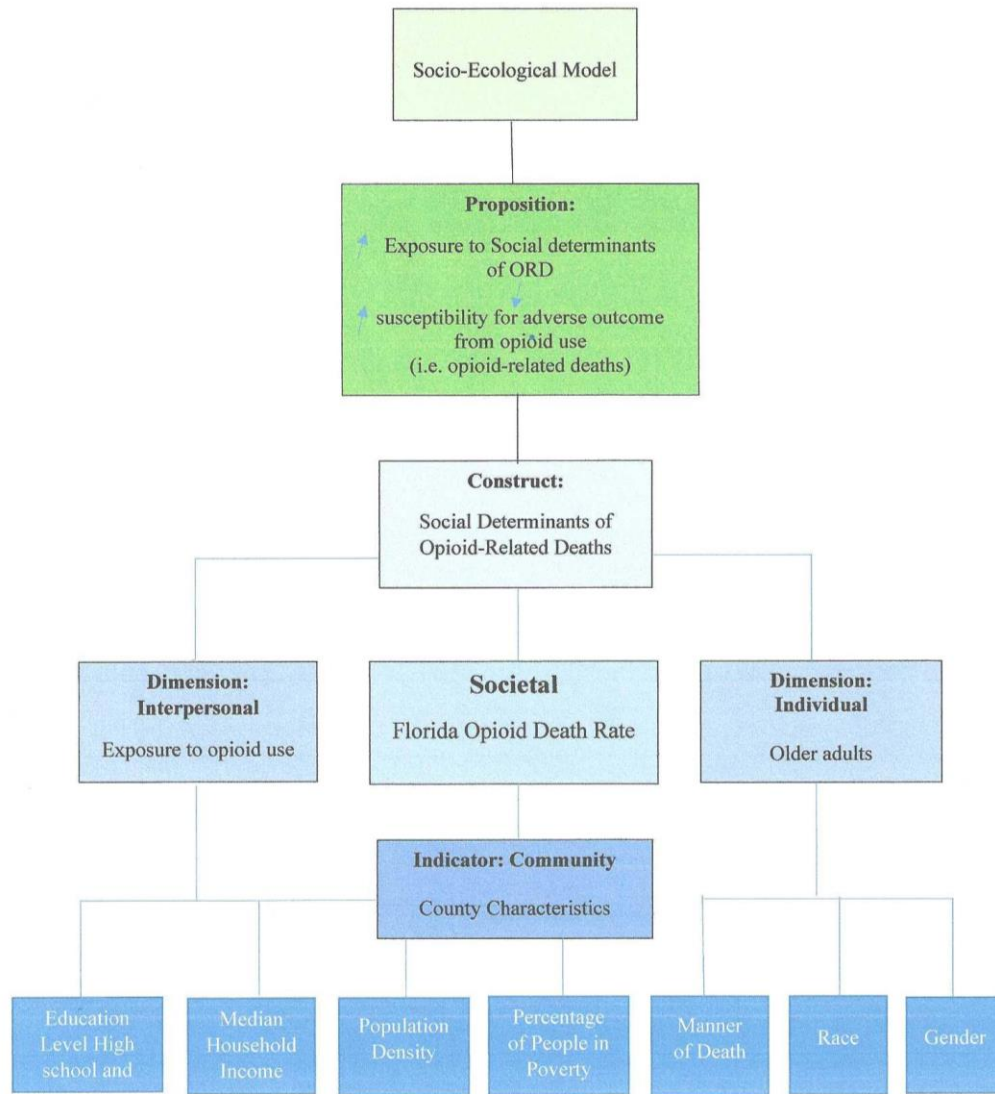 Socio-Ecological Model
Proposition:
Exposure to Social determinants
of ORD
susceptibility for adverse outcome
from opioid use
(i.e. opioid-related deaths)
Construct:
Social Determinants of
Opioid-Related Deaths
Dimension:
Interpersonal
Exposure to opioid use
Societal
Florida Opioid Death Rate
Dimension:
Individual
Older adults
Indicator: Community
County Characteristics
Education
Level High
school and
Median
Household
Income
Population
Density
Percentage
of People in
Poverty
Manner
of Death
Race
Gender